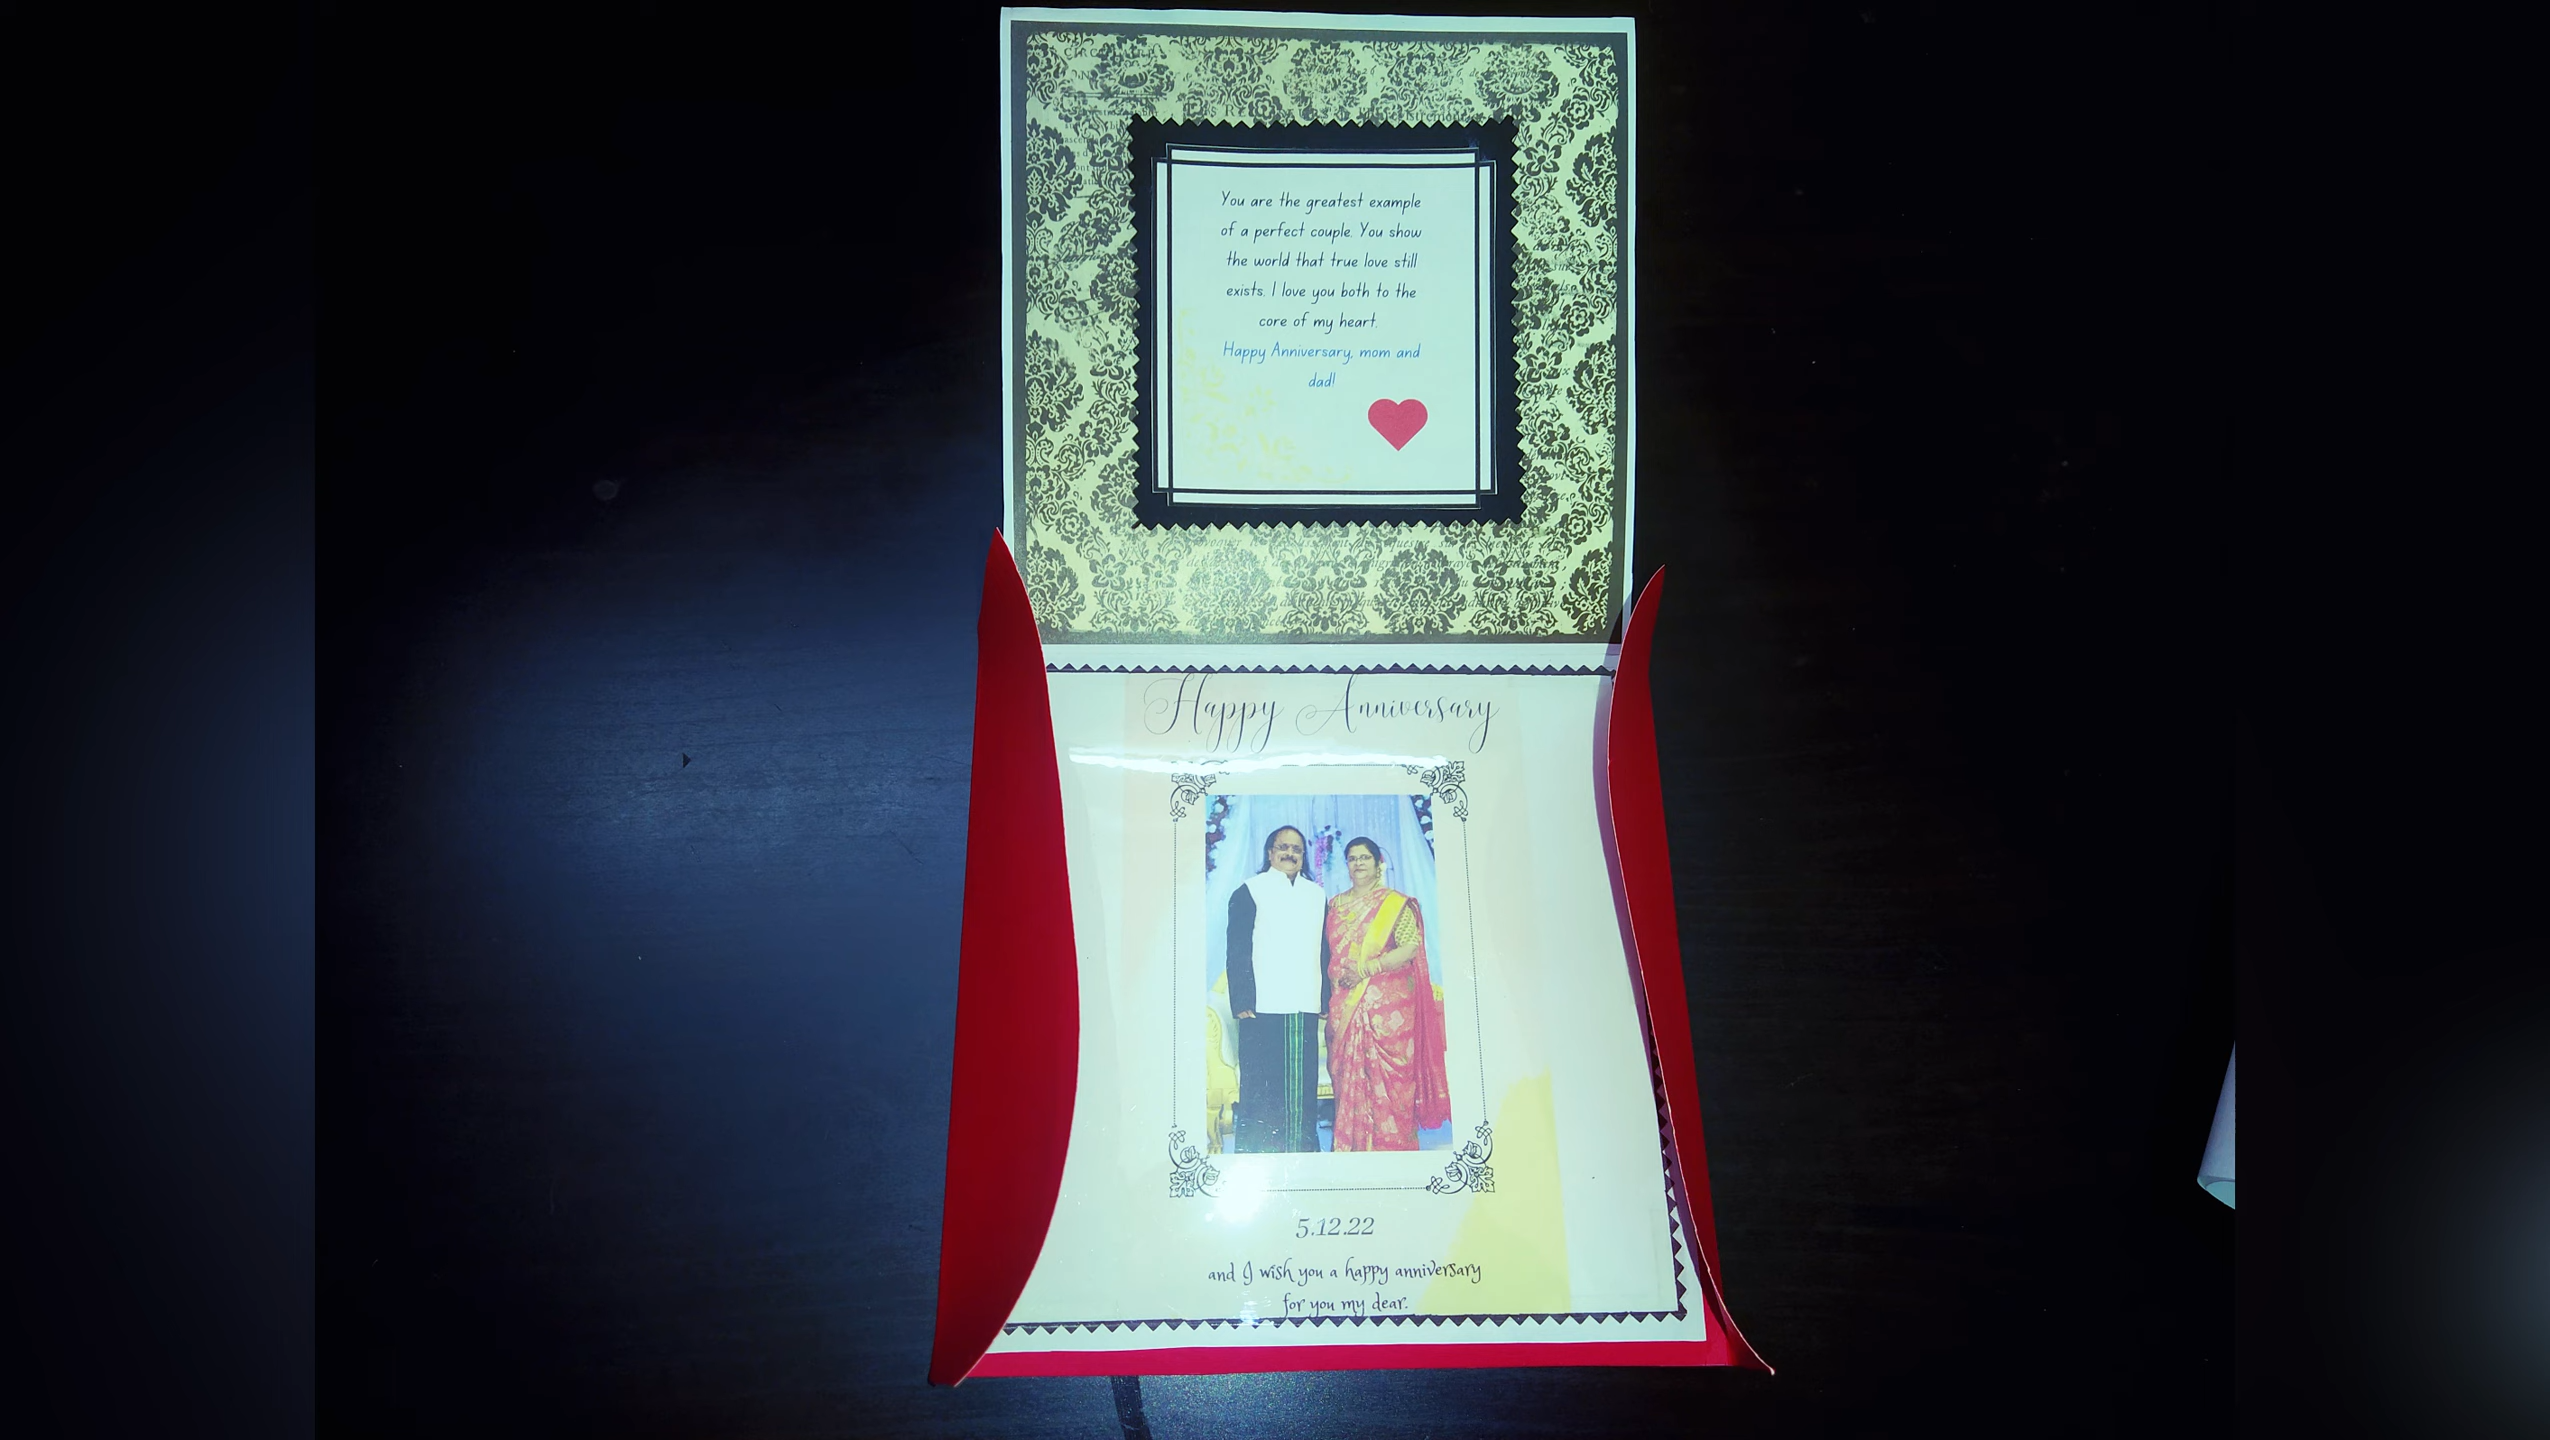 You are the greatest example
of a perfect couple. You show
the world that true love still
exists. I love you both to the
core of my heart.
Happy Anniversary, mom and
dad!
Happy Anniversary
5.12.22
and I wish you a happy anniversary
for you my dear.